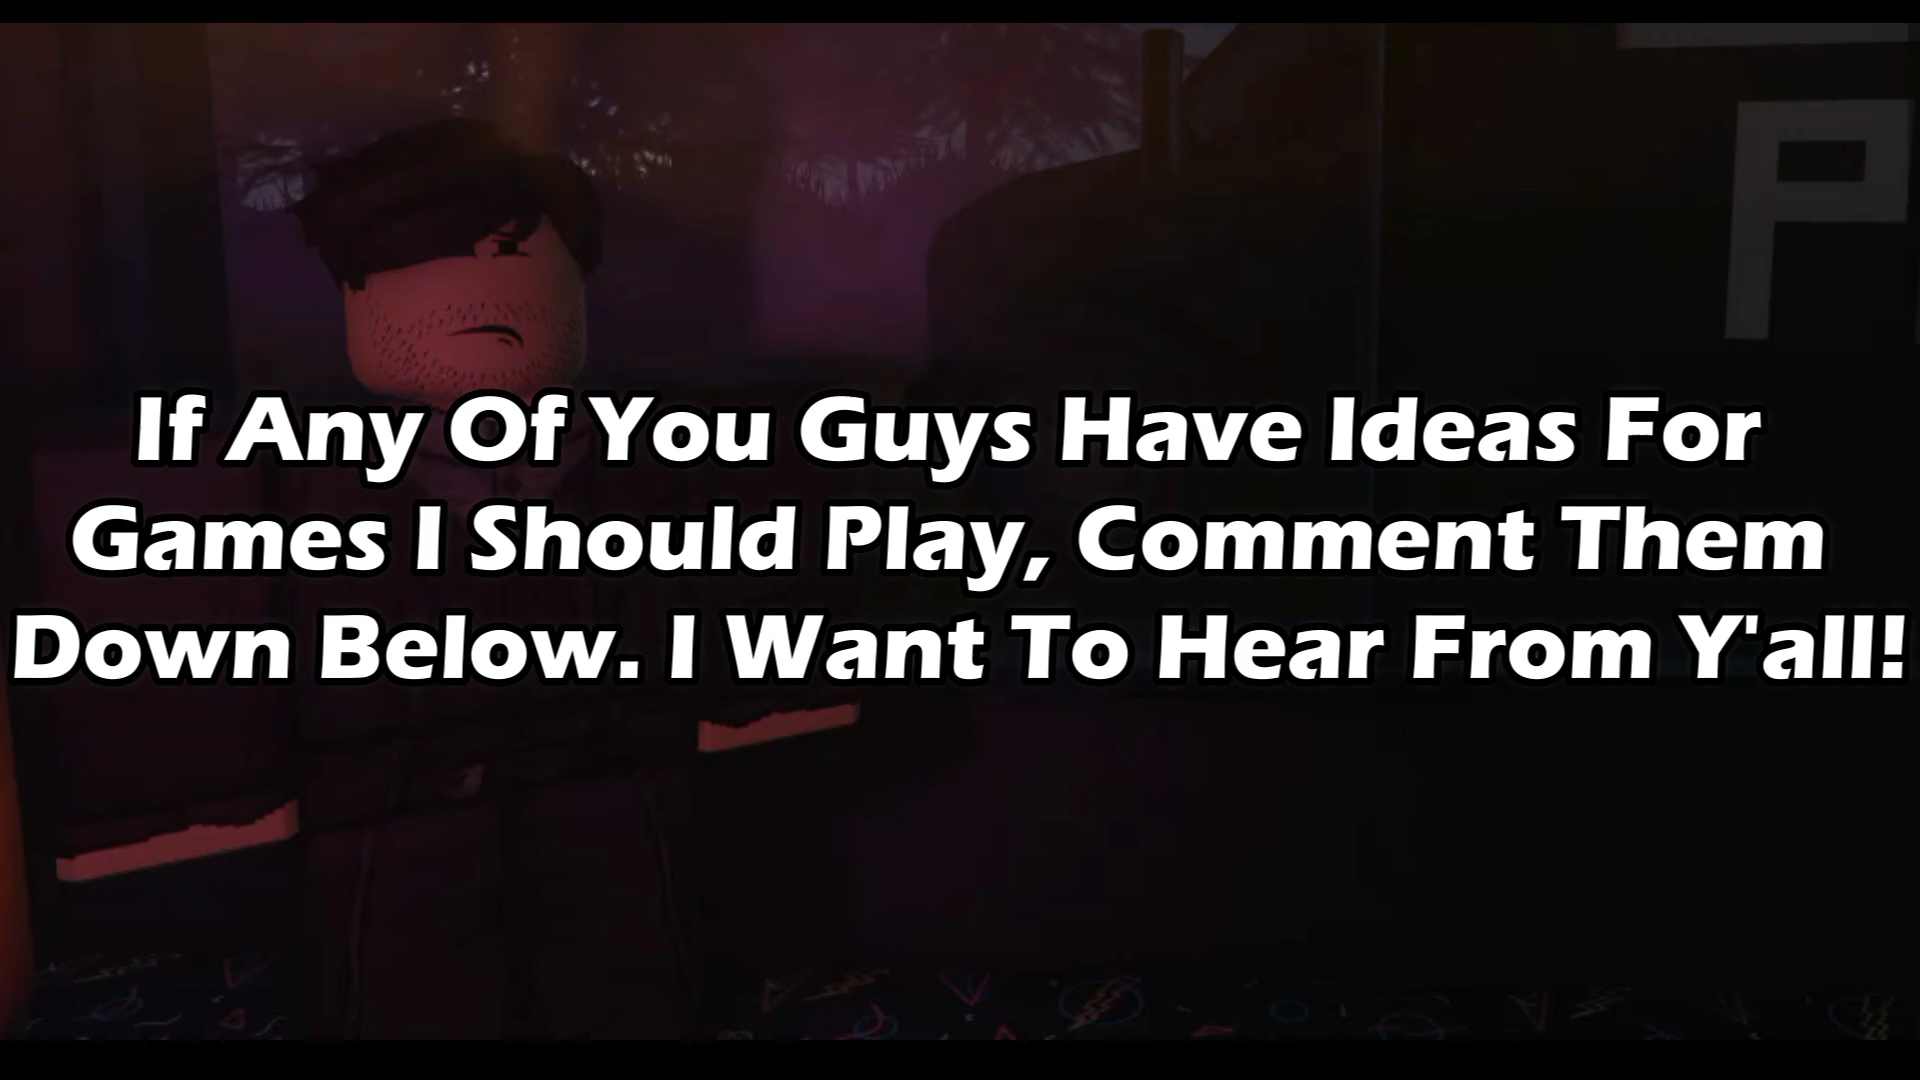 If Any Of You Guys Have Ideas For
Games I Should Play, Comment Them
Down Below. I Want To Hear From Y'all!
P